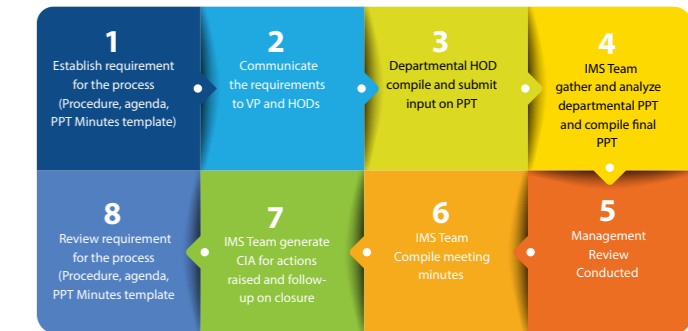 1
Establish requirement
for the process
(Procedure, agenda,
PPT Minutes template)
2
Communicate
the requirements
to VP and HODs
3
Departmental HOD
compile and submit
input on PPT
4
IMS Team
gather and analyze
departmental PPT
and compile final
PPT
5
Management
Review
Conducted
6
IMS Team
Compile meeting
minutes
7
IMS Team generate
CIA for actions
raised and follow-
up on closure
8
Review requirement
for the process
(Procedure, agenda,
PPT Minutes template